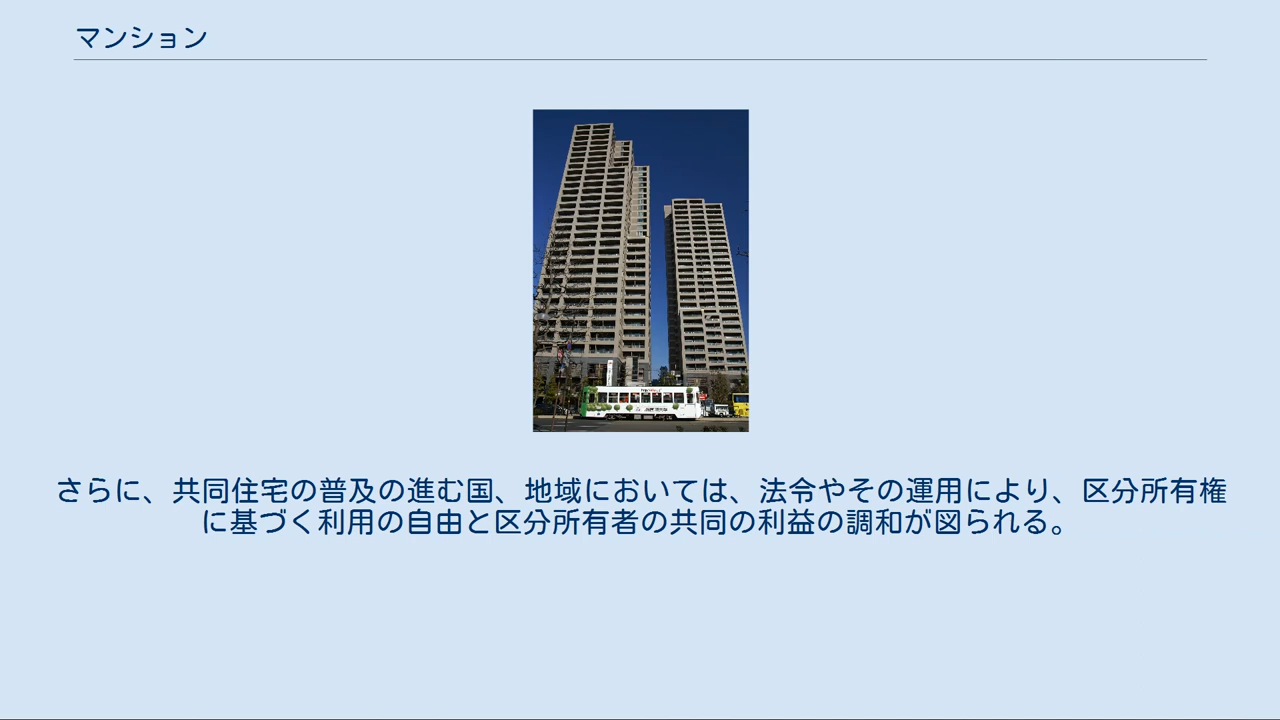 マンション
さらに、共同住宅の普及の進む国、地域においては、法令やその運用により、区分所有権
に基づく利用の自由と区分所有者の共同の利益の調和が図られる。